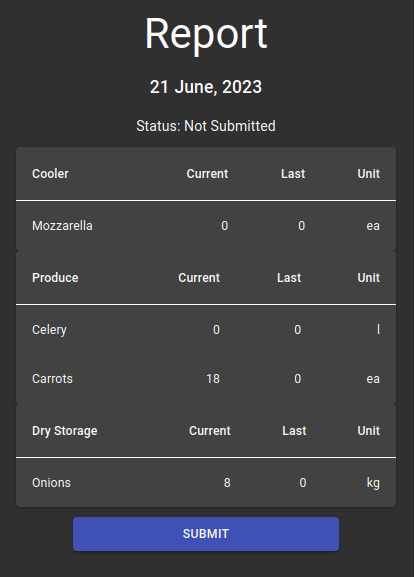 Report
21 June, 2023
Status: Not Submitted
Cooler Current Last Unit
Mozzarella 0 0 ea
Produce Current Last Unit
Celery 0 0 l
Carrots 18 0 ea
Dry Storage Current Last Unit
Onions 8 0 kg
SUBMIT